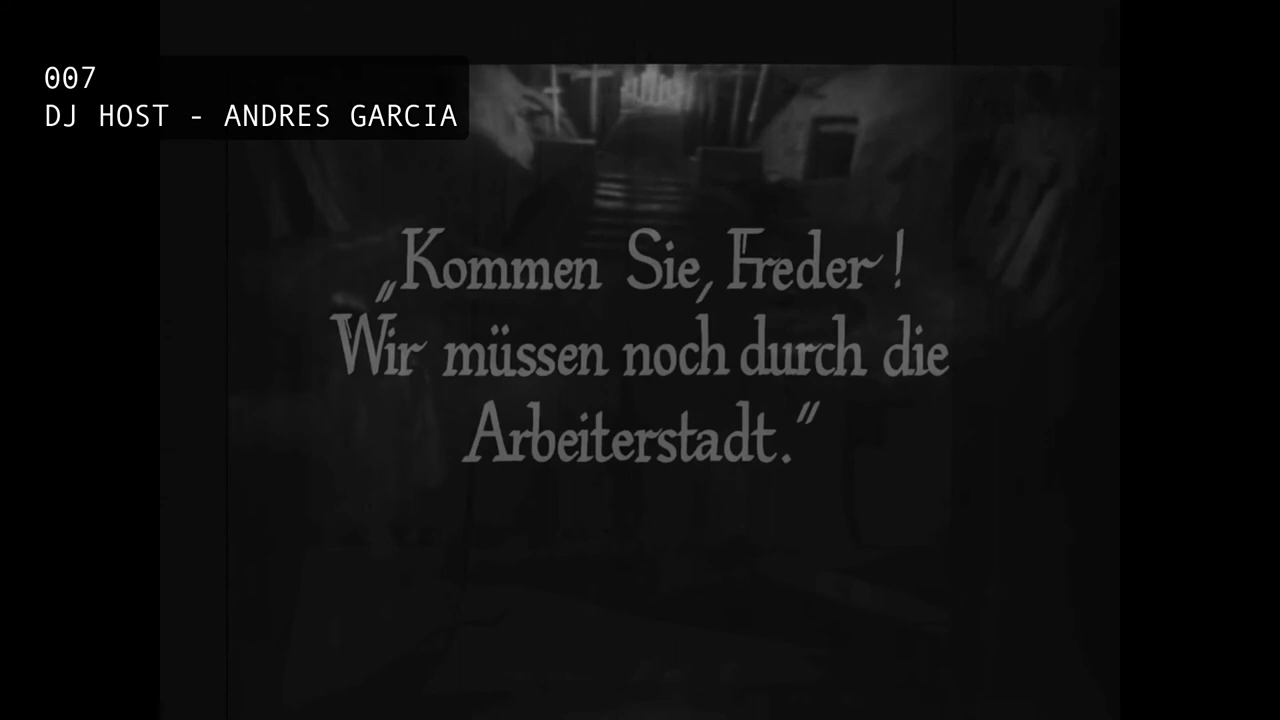 007
DJ HOST - ANDRES GARCIA
„Kommen Sie, Freder!
Wir müssen noch durch die
Arbeiterstadt.“